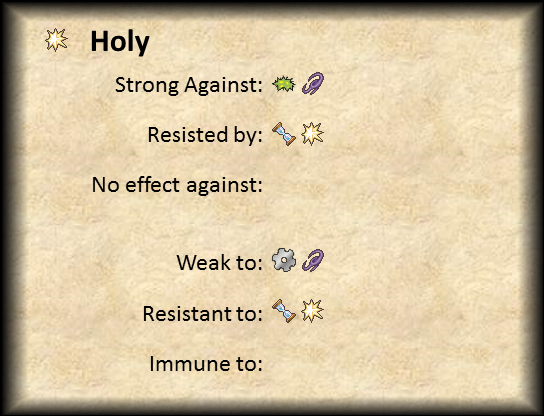 Holy
Strong Against:
Resisted by:
No effect against:
Weak to:
Resistant to:
Immune to: